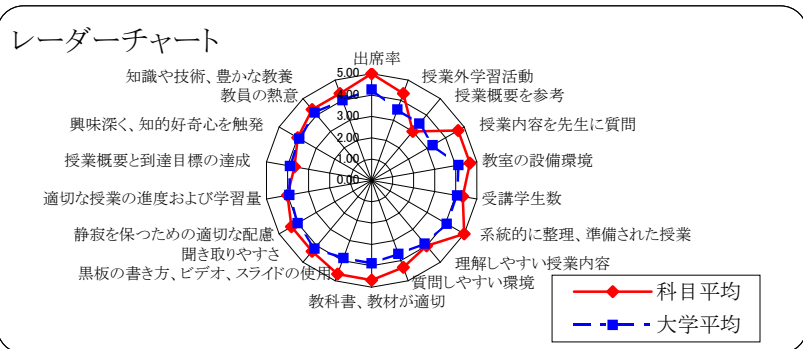 レーダーチャート
出席率
授業外学習活動
授業概要を参考
授業内容を先生に質問
教室の設備環境
受講学生数
系統的に整理、準備された授業
理解しやすい授業内容
質問しやすい環境
教科書、教材が適切
黒板の書き方、ビデオ、スライドの使用
聞き取りやすさ
静寂を保つための適切な配慮
適切な授業の進度および学習量
授業概要と到達目標の達成
興味深く、知的好奇心を触発
教員の熱意
知識や技術、豊かな教養
5.00
4.00
3.00
2.00
1.00
0.00
科目平均
大学平均